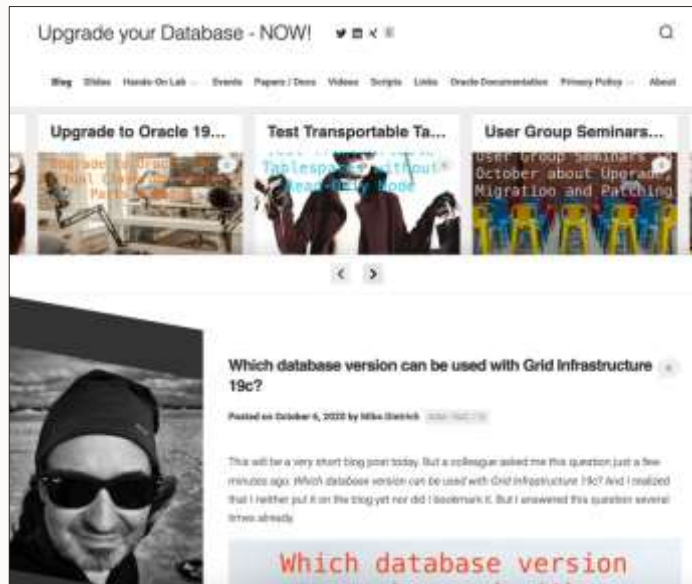 Upgrade your Database - NOW!
Blog Slides Hands-On Lab Events Papers / Docs Videos Scripts Links Oracle Documentation Privacy Policy About
Upgrade to Oracle 19...
Test Transportable Ta...
User Group Seminars...
Upgrade to Oracle
Tablespaces without
Read-Only Mode
User Group Seminars in
October about Upgrade,
Migration and Patching
Which database version can be used with Grid Infrastructure
19c?
Posted on October 6, 2020 by Mike Dietrich
This will be a very short blog post today. But a colleague asked me this question just a few
minutes ago: Which database version can be used with Grid Infrastructure 19c? And I realized
that I neither put it on the blog yet nor did I bookmark it. But I answered this question several
times already.
Which database version